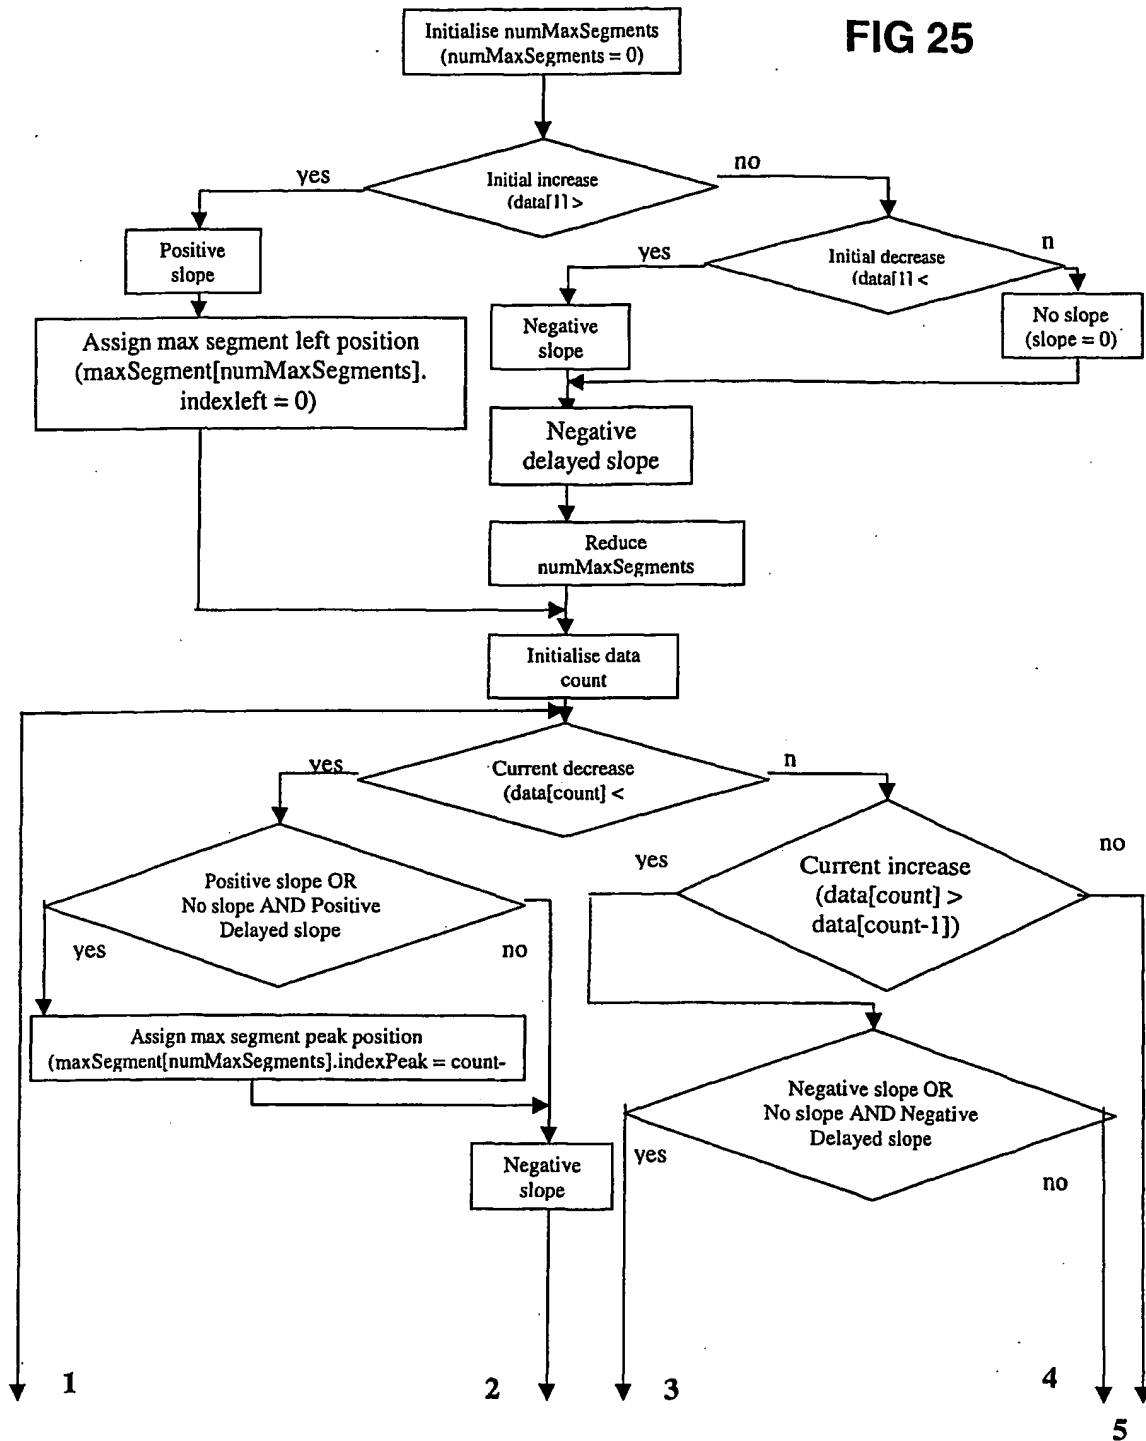 FIG 25
Initialise numMaxSegments
(numMaxSegments = 0)
yes
Initial increase
(data[1] >
no
Positive
slope
yes
Initial decrease
(data[1] <
n
Assign max segment left position
(maxSegment[numMaxSegments].
indexleft = 0)
Negative
slope
No slope
(slope = 0)
Negative
delayed slope
Reduce
numMaxSegments
Initialise data
count
yes
Current decrease
(data[count] <
n
Positive slope OR
No slope AND Positive
Delayed slope
yes
no
yes
Current increase
(data[count] >
data[count-1])
no
Assign max segment peak position
(maxSegment[numMaxSegments].indexPeak = count-
Negative slope OR
No slope AND Negative
Delayed slope
yes
no
Negative
slope
1
2
3
4
5